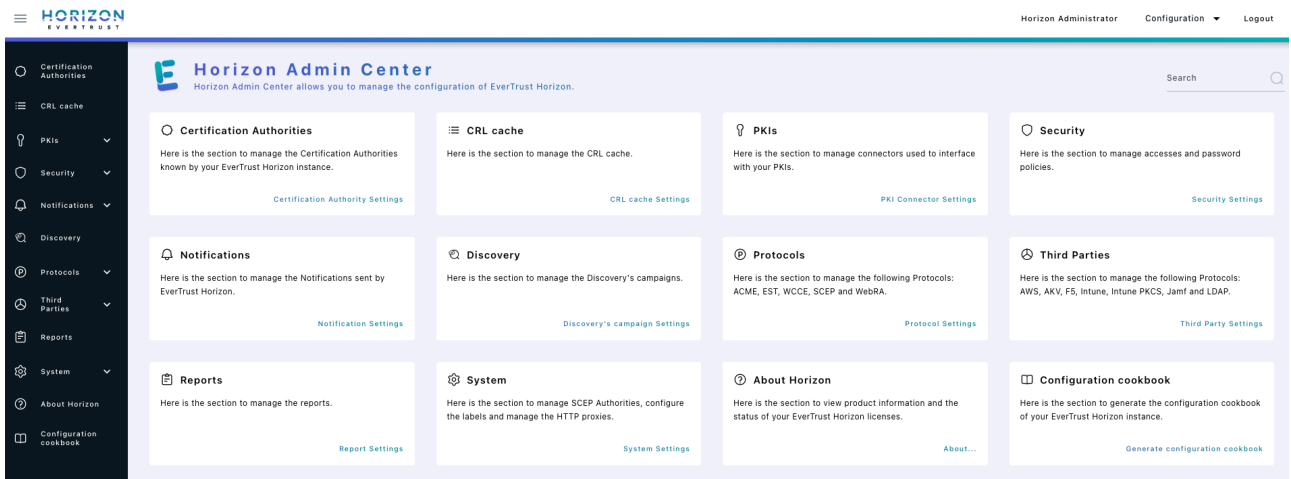 HORIZON
EVERTRUST
Horizon Administrator
Configuration
Logout
Certification
Authorities
CRL cache
PKIs
Security
Notifications
Discovery
Protocols
Third
Parties
Reports
System
About Horizon
Configuration
cookbook
Horizon Admin Center
Horizon Admin Center allows you to manage the configuration of EverTrust Horizon.
Search
Certification Authorities
Here is the section to manage the Certification Authorities
known by your EverTrust Horizon instance.
Certification Authority Settings
CRL cache
Here is the section to manage the CRL cache.
CRL cache Settings
PKIs
Here is the section to manage connectors used to interface
with your PKIs.
PKI Connector Settings
Security
Here is the section to manage accesses and password
policies.
Security Settings
Notifications
Here is the section to manage the Notifications sent by
EverTrust Horizon.
Notification Settings
Discovery
Here is the section to manage the Discovery's campaigns.
Discovery's campaign Settings
Protocols
Here is the section to manage the following Protocols:
ACME, EST, WCCE, SCEP and WebRA.
Protocol Settings
Third Parties
Here is the section to manage the following Protocols:
AWS, AKV, F5, Intune, Intune PKCS, Jamf and LDAP.
Third Party Settings
Reports
Here is the section to manage the reports.
Report Settings
System
Here is the section to manage SCEP Authorities, configure
the labels and manage the HTTP proxies.
System Settings
About Horizon
Here is the section to view product information and the
status of your EverTrust Horizon licenses.
About...
Configuration cookbook
Here is the section to generate the configuration cookbook
of your EverTrust Horizon instance.
Generate configuration cookbook